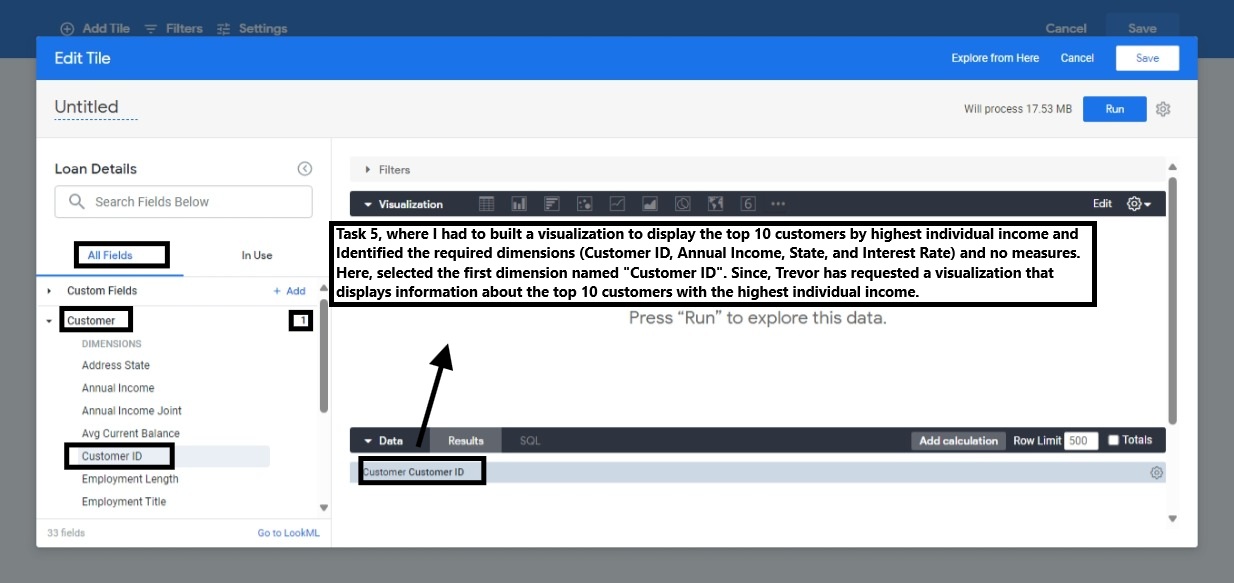 Add Tile Filters Settings Cancel Save
Edit Tile Explore from Here Cancel Save
Untitled Will process 17.53 MB Run
Loan Details
Search Fields Below
All Fields In Use
Custom Fields + Add
Customer 1
DIMENSIONS
Address State
Annual Income
Annual Income Joint
Avg Current Balance
Customer ID
Employment Length
Employment Title
33 fields Go to LookML
Filters
Visualization 6 Edit
Task 5, where I had to built a visualization to display the top 10 customers by highest individual income and
Identified the required dimensions (Customer ID, Annual Income, State, and Interest Rate) and no measures.
Here, selected the first dimension named "Customer ID". Since, Trevor has requested a visualization that
displays information about the top 10 customers with the highest individual income.
Press “Run” to explore this data.
Data Results SQL Add calculation Row Limit 500 Totals
Customer Customer ID